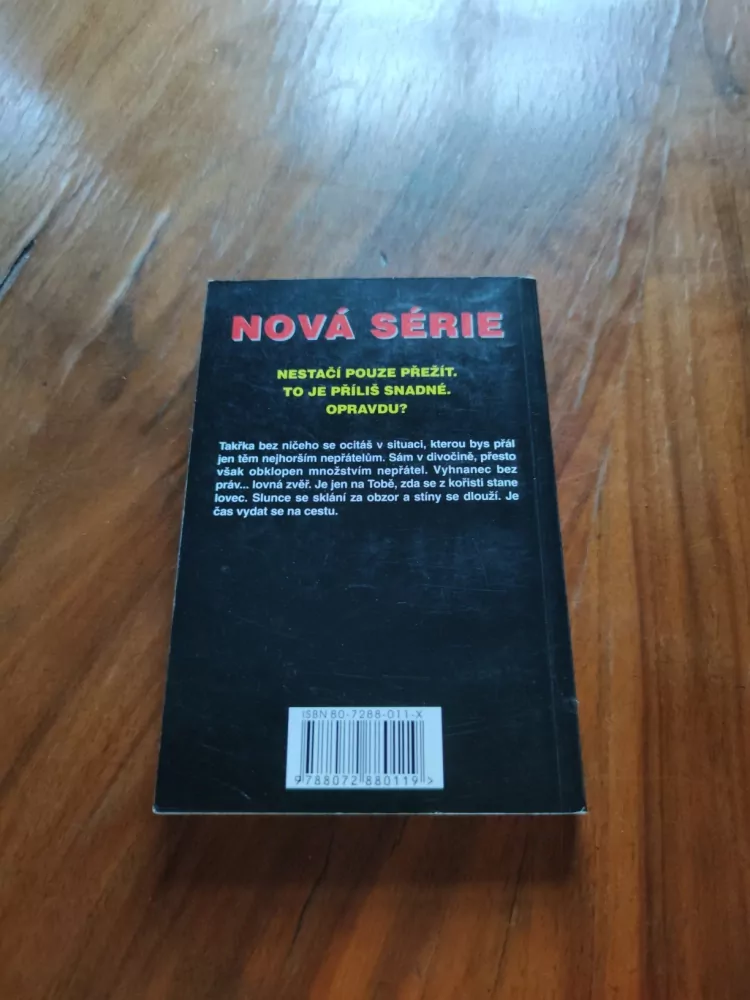 NOVÁ SÉRIE
NESTAČÍ POUZE PŘEŽÍT.
TO JE PŘÍLIŠ SNADNÉ.
OPRAVDU?
Takřka bez ničeho se ocitáš v situaci, kterou bys přál
jen těm nejhorším nepřátelům. Sám v divočině, přesto
však obklopen množstvím nepřátel. Vyhnanec bez
práv... lovná zvěř. Je jen na Tobě, zda se z kořisti stane
lovec. Slunce se sklání za obzor a stíny se dlouží. Je
čas vydat se na cestu.
ISBN 80-7288-011-X
9788072880119>